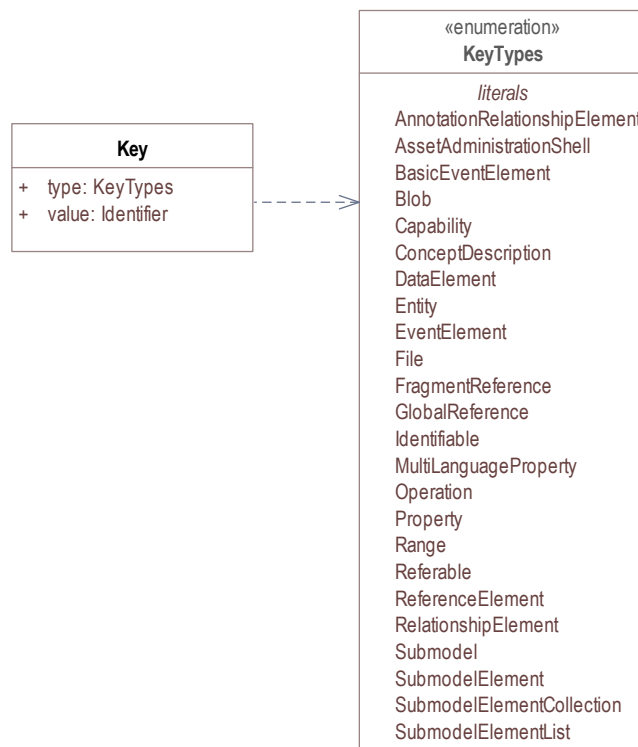 «enumeration»
KeyTypes
literals
AnnotationRelationshipElement
AssetAdministrationShell
BasicEventElement
Blob
Capability
ConceptDescription
DataElement
Entity
EventElement
File
FragmentReference
GlobalReference
Identifiable
MultiLanguageProperty
Operation
Property
Range
Referable
ReferenceElement
RelationshipElement
Submodel
SubmodelElement
SubmodelElementCollection
SubmodelElementList
Key
+ type: KeyTypes
+ value: Identifier